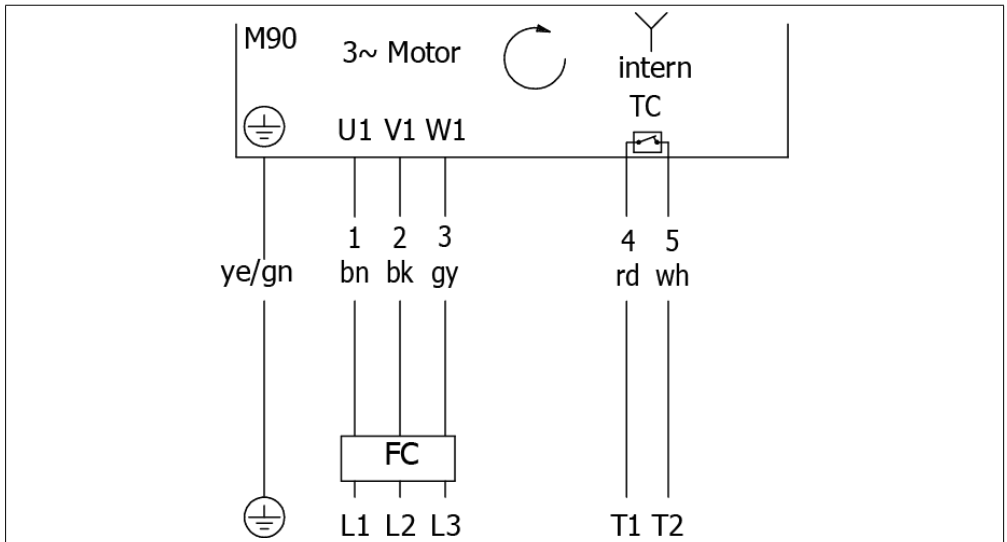 M90
3~ Motor
intern
TC
U1 V1 W1
1 2 3 4 5
ye/gn bn bk gy rd wh
FC
L1 L2 L3 T1 T2